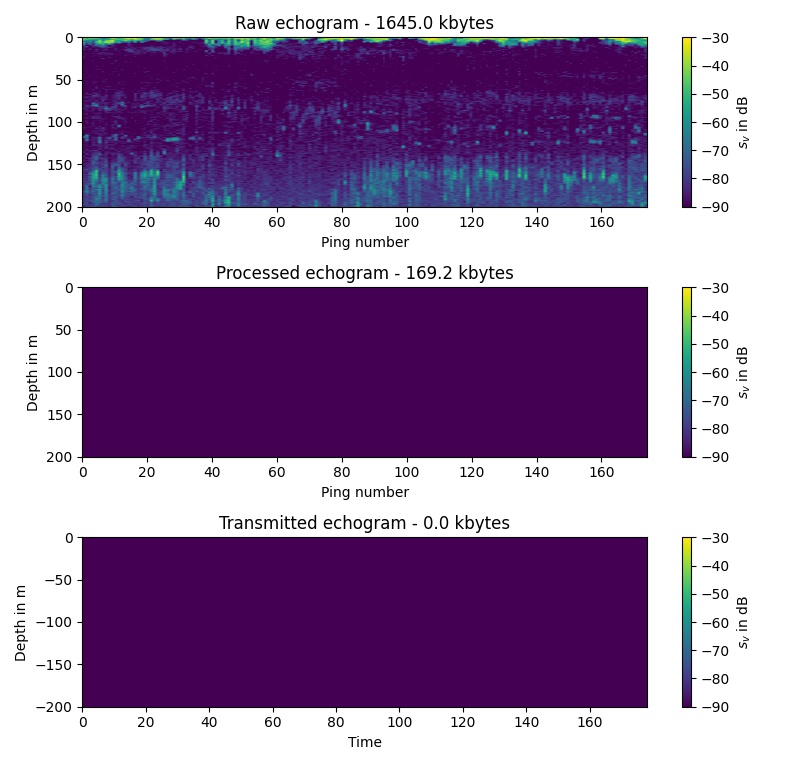 Raw echogram - 1645.0 kbytes
0
50
100
150
200
Depth in m
0 20 40 60 80 100 120 140 160
Ping number
−30
−40
−50
−60
−70
−80
−90
sv in dB
Processed echogram - 169.2 kbytes
0
50
100
150
200
Depth in m
0 20 40 60 80 100 120 140 160
Ping number
−30
−40
−50
−60
−70
−80
−90
sv in dB
Transmitted echogram - 0.0 kbytes
0
−50
−100
−150
−200
Depth in m
0 20 40 60 80 100 120 140 160
Time
−30
−40
−50
−60
−70
−80
−90
sv in dB